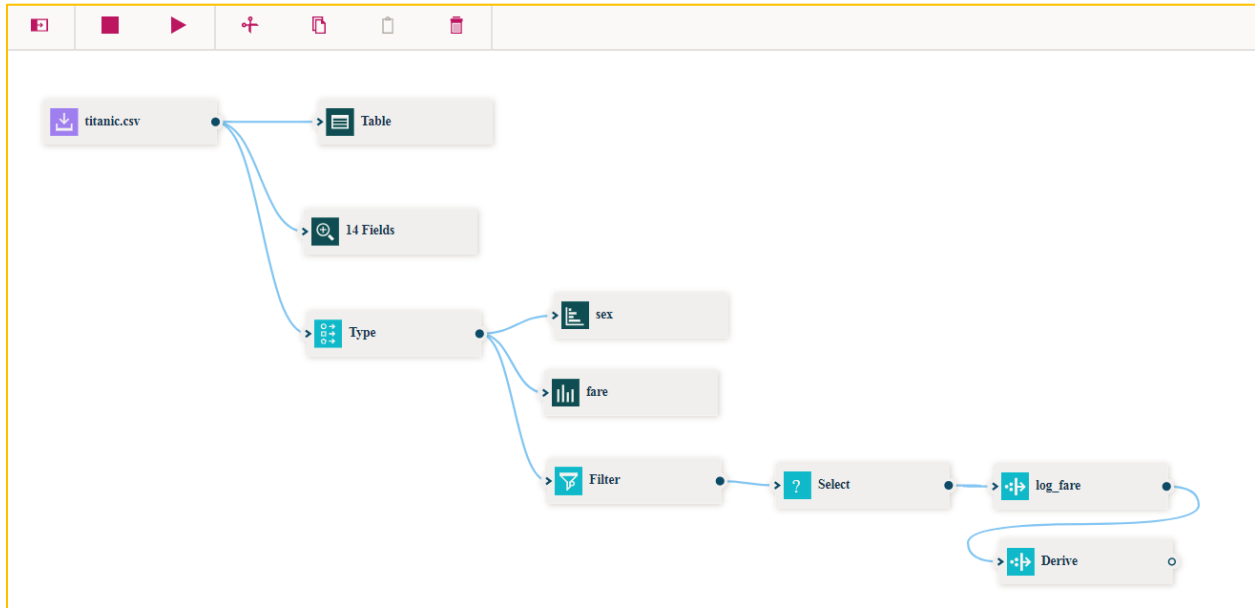 titanic.csv
Table
14 Fields
Type
sex
fare
Filter
Select
?
log_fare
Derive